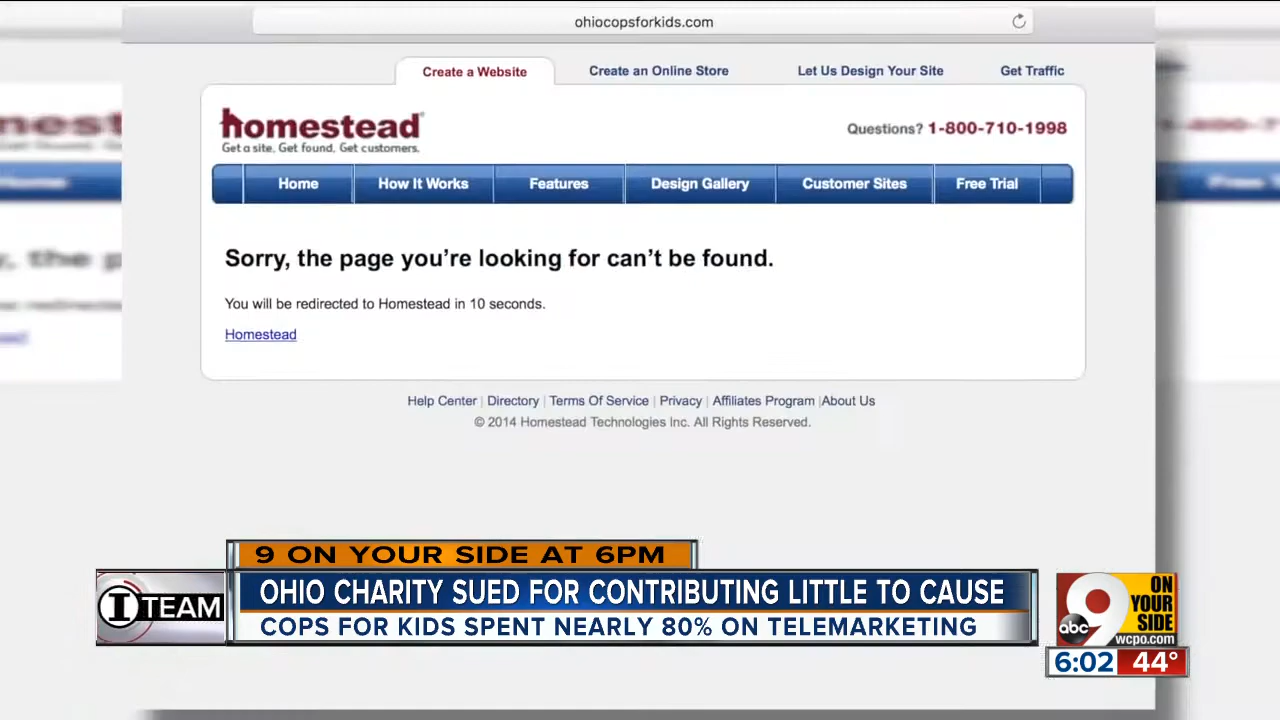 ohiocopsforkids.com
Create a Website
Create an Online Store
Let Us Design Your Site
Get Traffic
homestead
Get a site. Get found. Get customers.
Questions? 1-800-710-1998
Home
How It Works
Features
Design Gallery
Customer Sites
Free Trial
Sorry, the page you're looking for can't be found.
You will be redirected to Homestead in 10 seconds.
Homestead
Help Center | Directory | Terms Of Service | Privacy | Affiliates Program |About Us
© 2014 Homestead Technologies Inc. All Rights Reserved.
9 ON YOUR SIDE AT 6PM
I TEAM
OHIO CHARITY SUED FOR CONTRIBUTING LITTLE TO CAUSE
COPS FOR KIDS SPENT NEARLY 80% ON TELEMARKETING
abc 9 ON YOUR SIDE
wcpo.com
6:02 44°